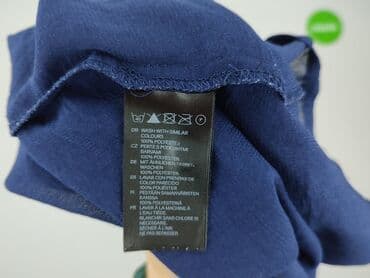 GB WASH WITH SIMILAR
COLOURS
100% POLYESTER
CZ PERTE S PODOBNÝMI
BARVAMI
100% POLYESTER
DE MIT ÄHNLICHEN FARBEN
WASCHEN
100% POLYESTER
ES LAVAR CON PRENDAS DE
COLOR PARECIDO
100% POLIÉSTER
FI PESTÄÄN SAMANVÄRISTEN
KANSSA
100% POLYESTERIÄ
FR LAVER À LA MACHINE À
L'EAU TIÈDE.
BLANCHIR SANS CHLORE SI
NÉCESSAIRE.
SÉCHER À L'AIR
NE PAS REPASSER